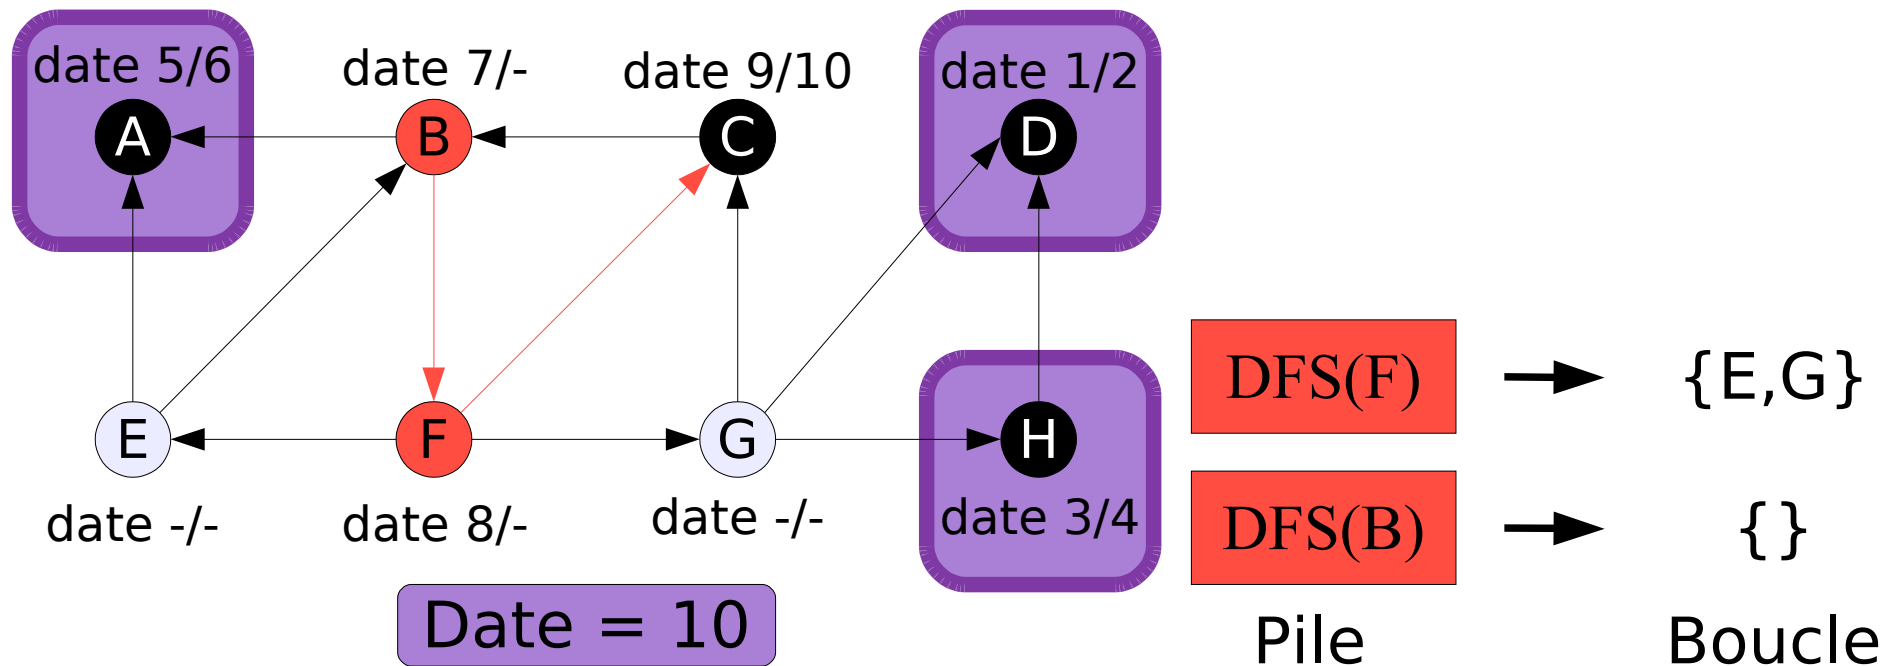 date 5/6
date 7/-
date 9/10
date 1/2
A
B
C
D
E
F
G
H
date -/-
date 8/-
date -/-
date 3/4
Date = 10
DFS(F)
{E,G}
DFS(B)
{}
Pile
Boucle